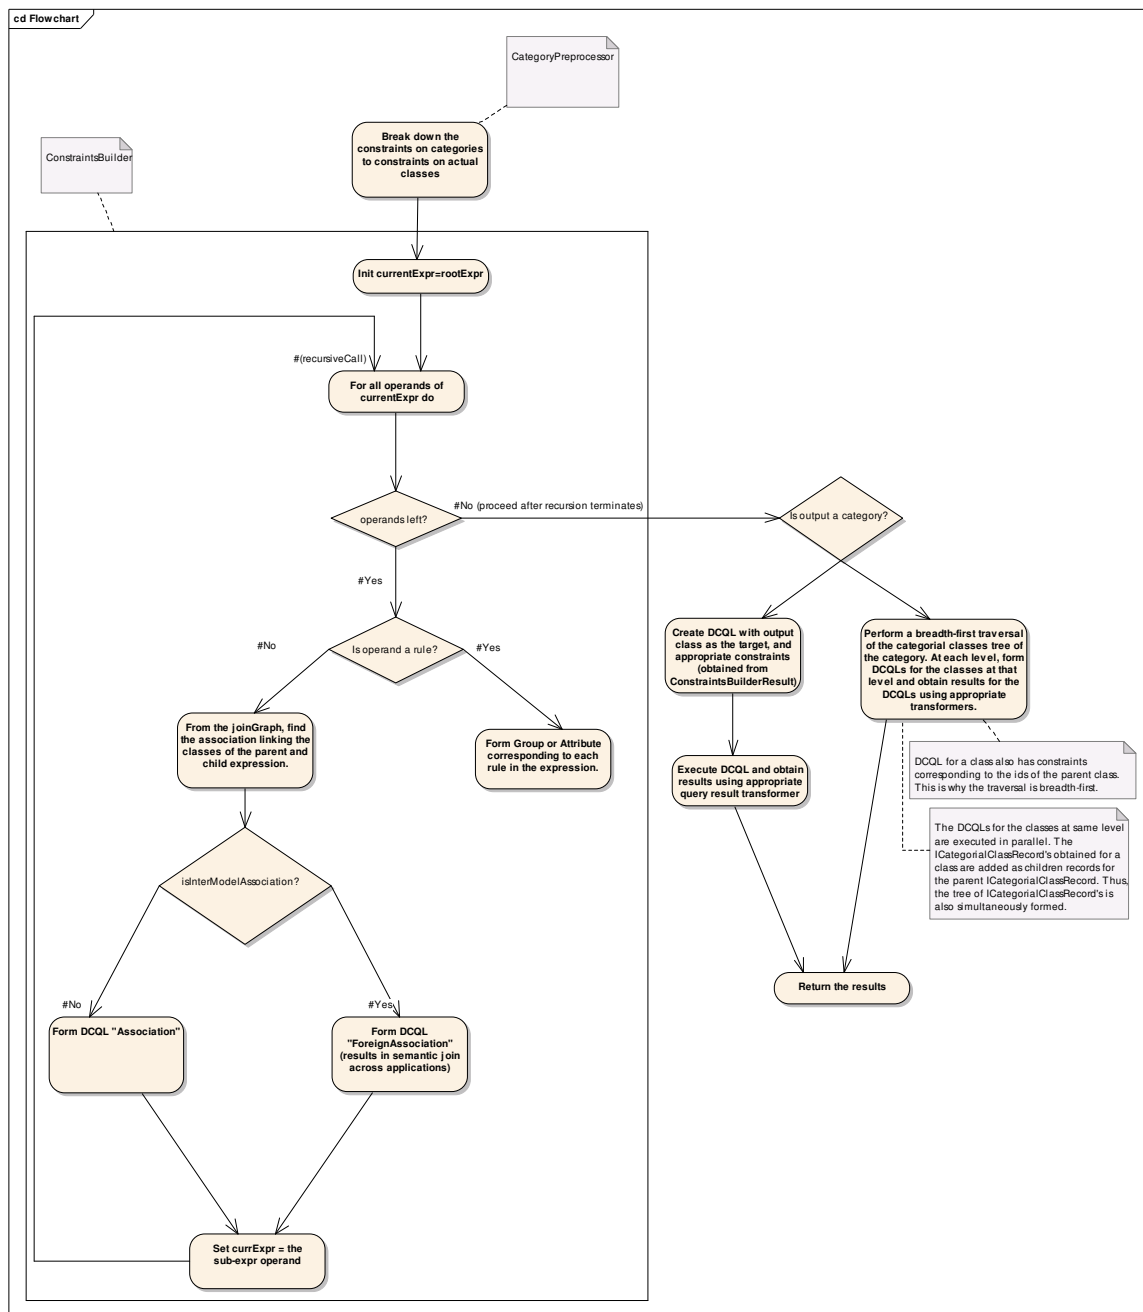 cd Flowchart
CategoryPreprocessor
Break down the
constraints on categories
to constraints on actual
classes
ConstraintsBuilder
Init currentExpr=rootExpr
#(recursiveCall)
For all operands of
currentExpr do
operands left?
#No (proceed after recursion terminates)
Is output a category?
#Yes
Is operand a rule?
#No
#Yes
Create DCQL with output
class as the target, and
appropriate constraints
(obtained from
ConstraintsBuilderResult)
Perform a breadth-first traversal
of the categorial classes tree of
the category. At each level, form
DCQLs for the classes at that
level and obtain results for the
DCQLs using appropriate
transformers.
From the joinGraph, find
the association linking the
classes of the parent and
child expression.
Form Group or Attribute
corresponding to each
rule in the expression.
Execute DCQL and obtain
results using appropriate
query result transformer
DCQL for a class also has constraints
corresponding to the ids of the parent class.
This is why the traversal is breadth-first.
The DCQLs for the classes at same level
are executed in parallel. The
ICategorialClassRecord's obtained for a
class are added as children records for
the parent ICategorialClassRecord. Thus,
the tree of ICategorialClassRecord's is
also simultaneously formed.
isInterModelAssociation?
Return the results
#No
#Yes
Form DCQL "Association"
Form DCQL
"ForeignAssociation"
(results in semantic join
across applications)
Set currExpr = the
sub-expr operand